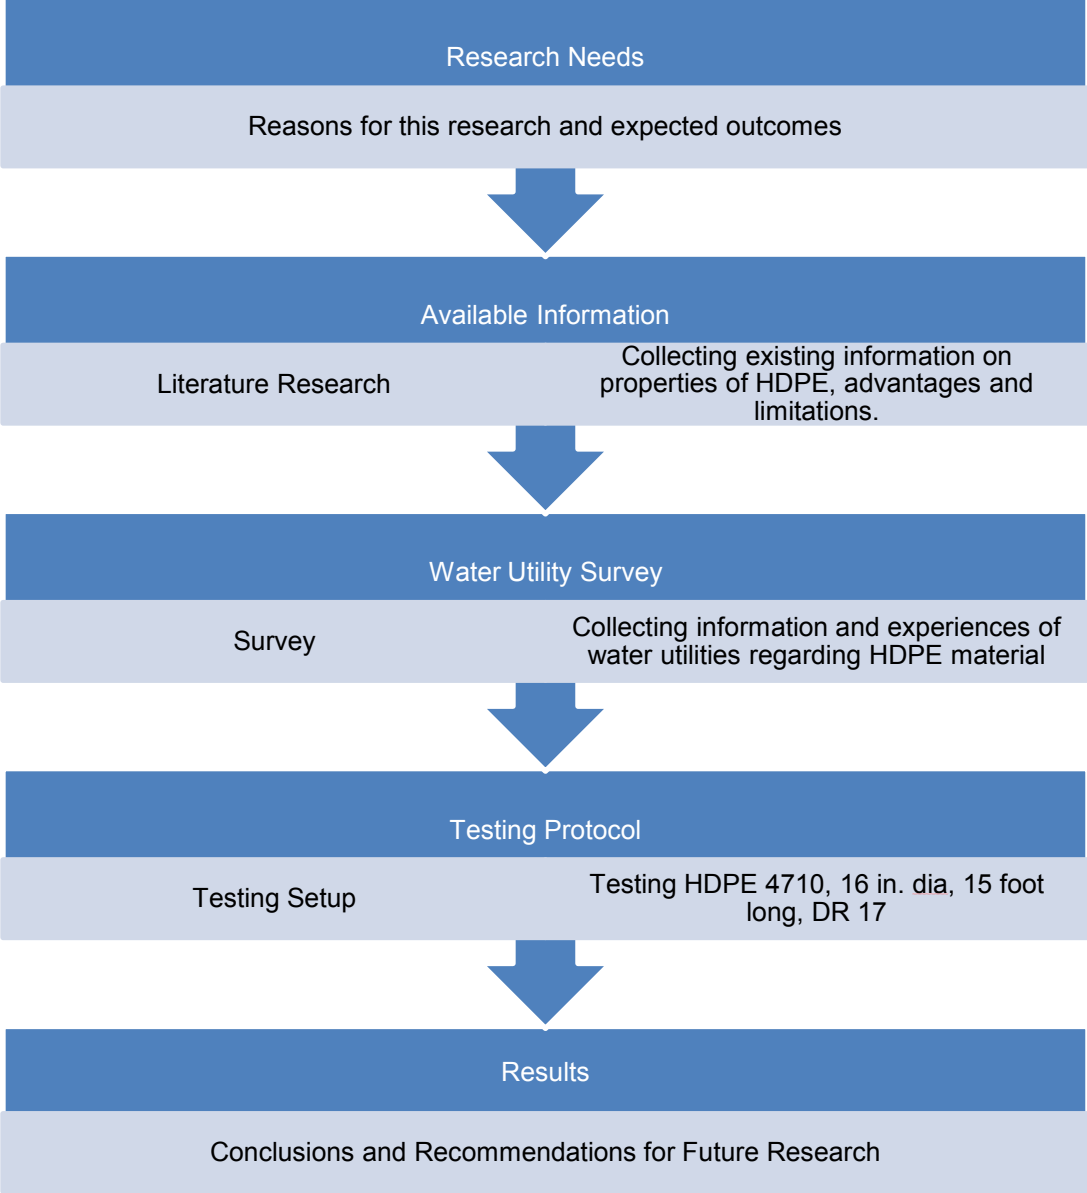 Research Needs
Reasons for this research and expected outcomes
Available Information
Literature Research
Collecting existing information on
properties of HDPE, advantages and
limitations.
Water Utility Survey
Survey
Collecting information and experiences of
water utilities regarding HDPE material
Testing Protocol
Testing Setup
Testing HDPE 4710, 16 in. dia, 15 foot
long, DR 17
Results
Conclusions and Recommendations for Future Research